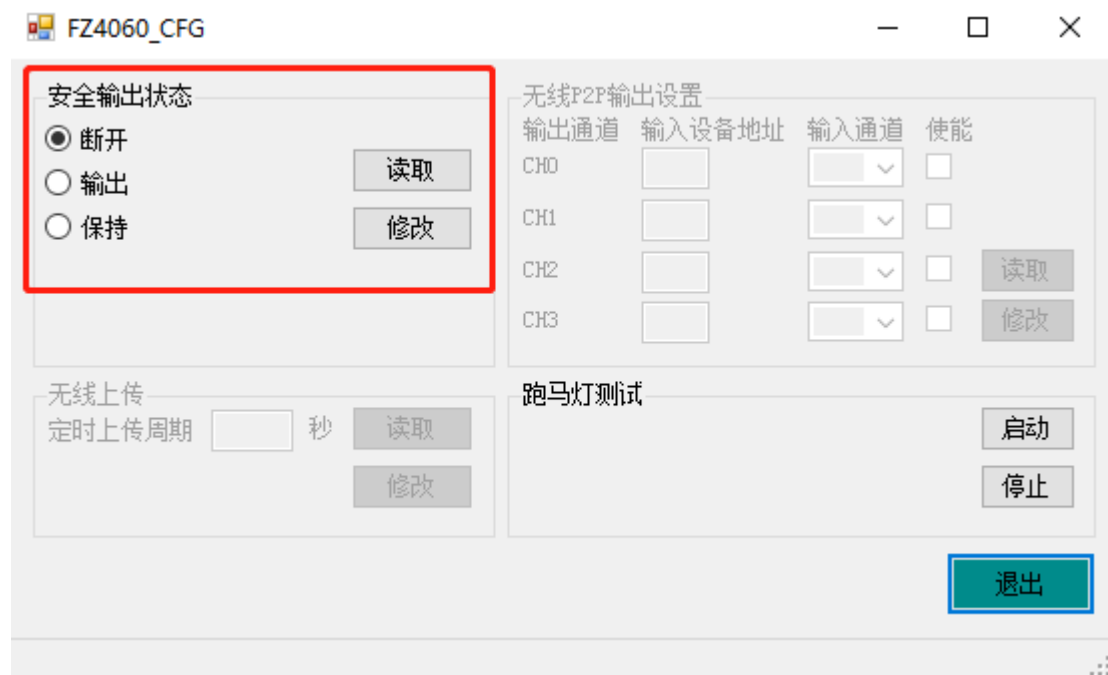 FZ4060_CFG
安全输出状态
断开
输出
保持
读取
修改
无线P2P输出设置
输出通道 输入设备地址 输入通道 使能
CH0
CH1
CH2
CH3
读取
修改
无线上传
定时上传周期 秒
读取
修改
跑马灯测试
启动
停止
退出